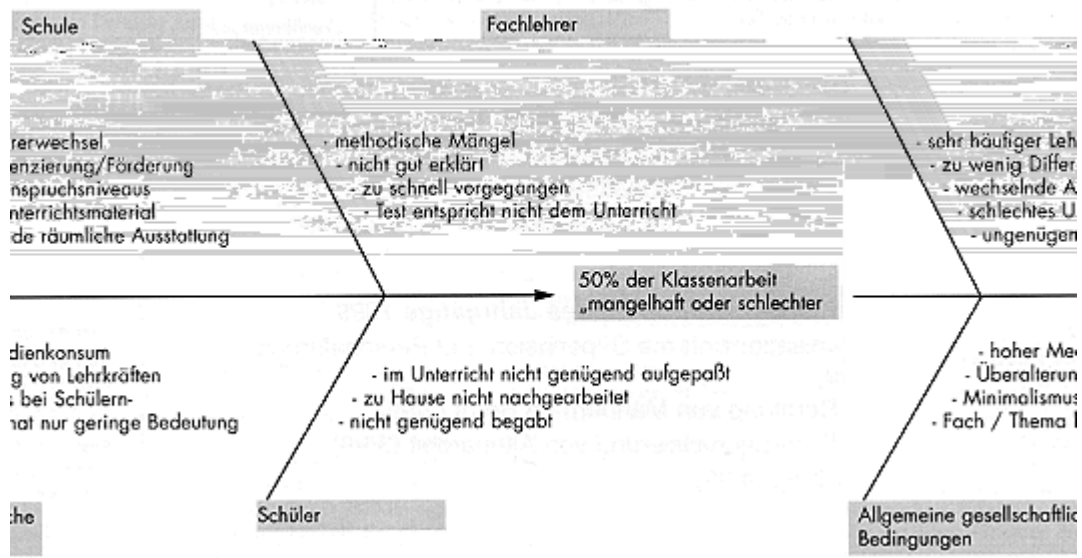 Schule
Fachlehrer
rerwechsel
enzierung/Förderung
nspruchsniveaus
nterrichtsmaterial
de räumliche Ausstattung
- methodische Mängel
- nicht gut erklärt
- zu schnell vorgegangen
- Test entspricht nicht dem Unterricht
- sehr häufiger Leh
- zu wenig Differ
- wechselnde A
- schlechtes U
- ungenügen
50% der Klassenarbeit
„mangelhaft oder schlechter
dienkonsum
g von Lehrkräften
s bei Schülern-
hat nur geringe Bedeutung
- im Unterricht nicht genügend aufgepaßt
- zu Hause nicht nachgearbeitet
- nicht genügend begabt
- hoher Med
- Überalterun
- Minimalismus
- Fach / Thema h
che
Schüler
Allgemeine gesellschaftlic
Bedingungen